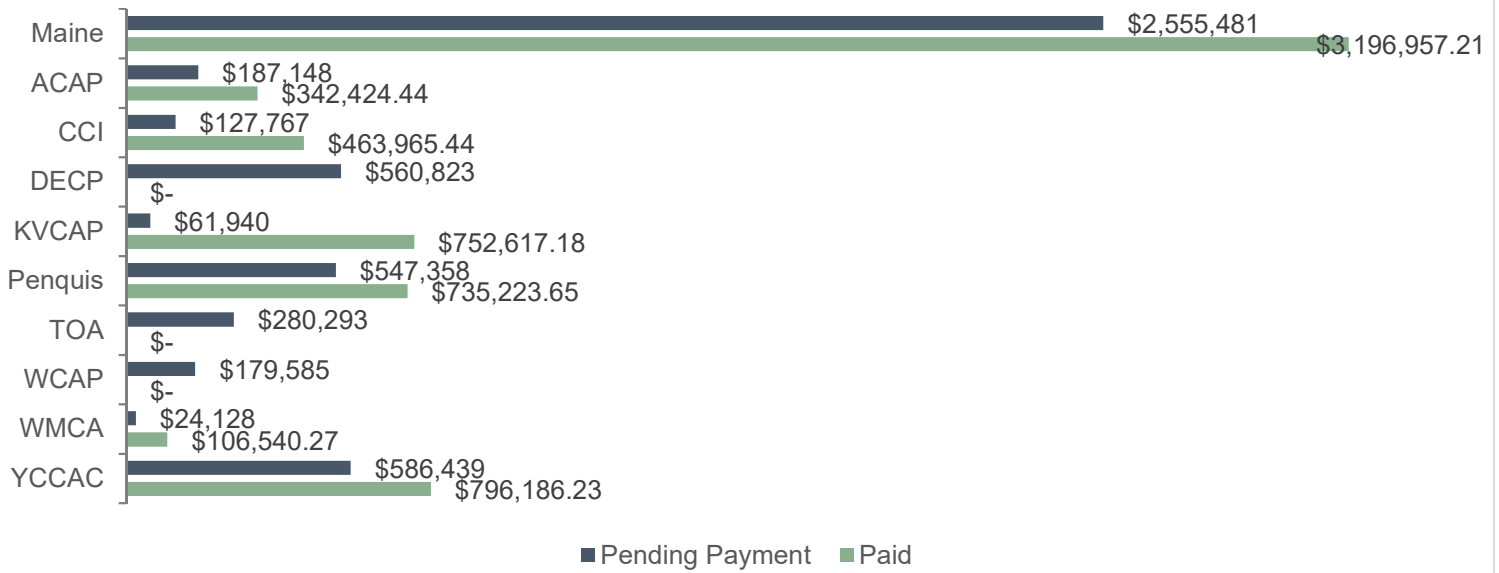 Maine
$2,555,481
$3,196,957.21
ACAP
$187,148
$342,424.44
CCI
$127,767
$463,965.44
DECP
$560,823
$-
KVCAP
$61,940
$752,617.18
Penquis
$547,358
$735,223.65
TOA
$280,293
$-
WCAP
$179,585
$-
WMCA
$24,128
$106,540.27
YCCAC
$586,439
$796,186.23
Pending Payment Paid